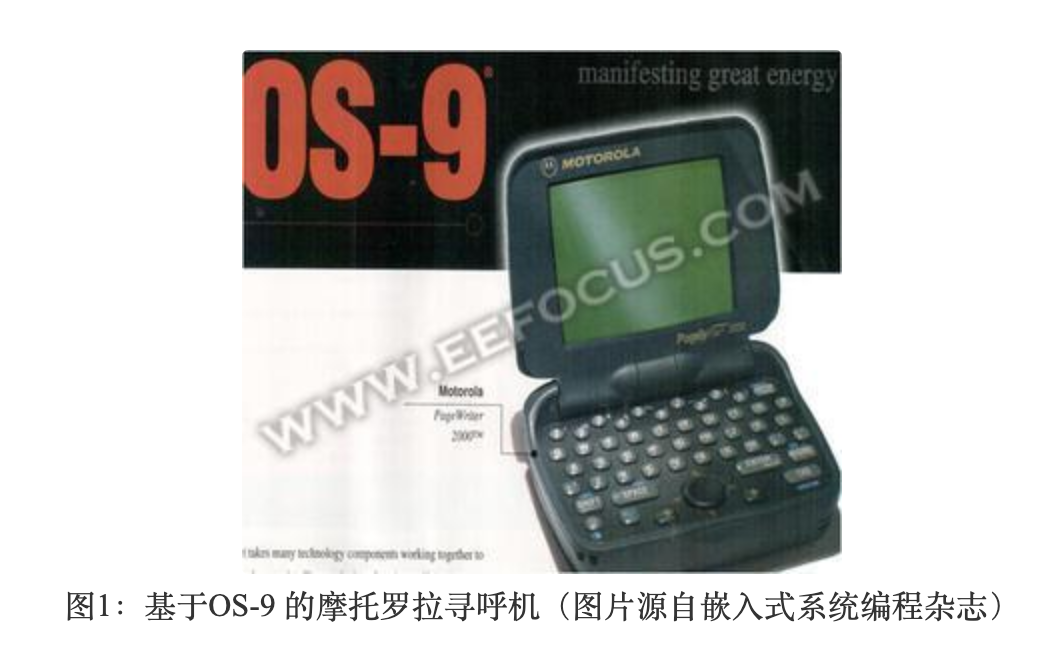 OS-9
manifesting great energy
MOTOROLA
WWW.EEFOCUS.COM
Motorola
PageWriter
2000™
takes many technology components working together to
图1：基于OS-9 的摩托罗拉寻呼机（图片源自嵌入式系统编程杂志）